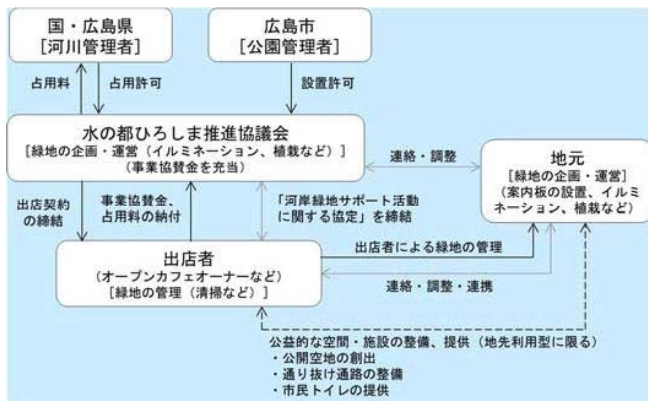 国・広島県
[河川管理者]
広島市
[公園管理者]
占用料
占用許可
設置許可
水の都ひろしま推進協議会
[緑地の企画・運営（イルミネーション、植栽など）]
（事業協賛金を充当）
連絡・調整
地元
[緑地の企画・運営]
（案内板の設置、イルミ
ネーション、植栽など）
出店契約
の締結
事業協賛金、
占用料の納付
「河岸緑地サポート活動
に関する協定」を締結
出店者
（オープンカフェオーナーなど）
[緑地の管理（清掃など）]
出店者による緑地の管理
連絡・調整・連携
公益的な空間・施設の整備、提供（地先利用型に限る）
・公開空地の創出
・通り抜け通路の整備
・市民トイレの提供